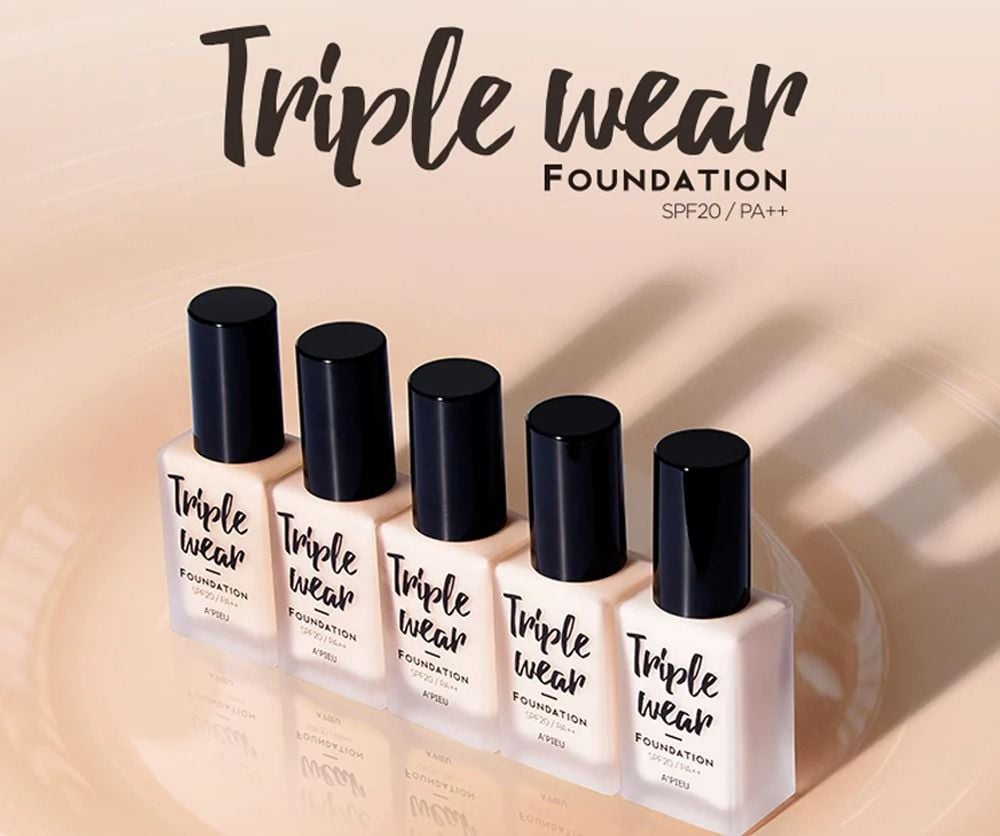 Triple wear
FOUNDATION
SPF20 / PA++
Triple
wear
FOUNDATION
SPF20 / PA++
A'PIEU
Triple
wear
FOUNDATION
SPF20 / PA++
A'PIEU
Triple
wear
FOUNDATION
SPF20 / PA++
A'PIEU
Triple
wear
FOUNDATION
SPF20 / PA++
A'PIEU
Triple
wear
FOUNDATION
SPF20 / PA++
A'PIEU